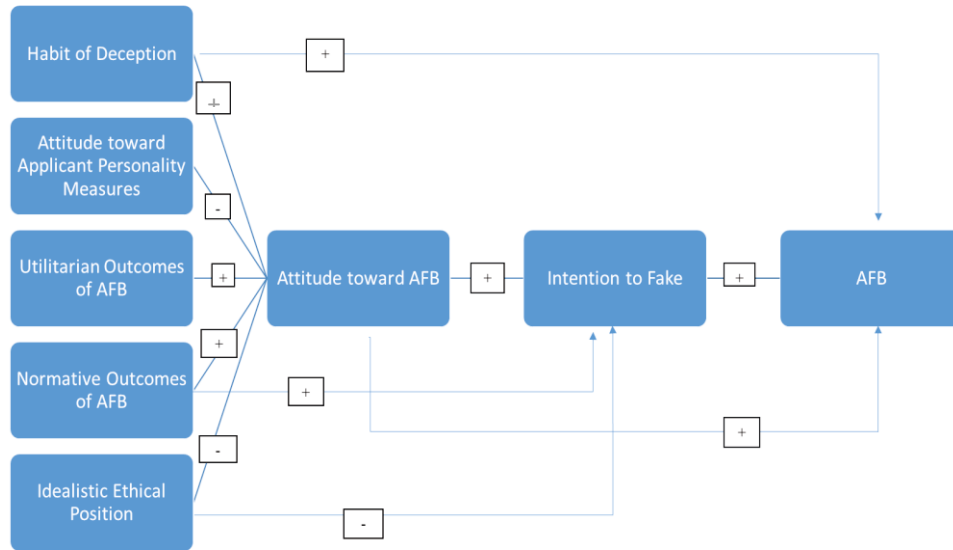 Habit of Deception
+
+
Attitude toward
Applicant Personality
Measures
-
Utilitarian Outcomes
of AFB
+
Attitude toward AFB
+
Intention to Fake
+
AFB
+
Normative Outcomes
of AFB
+
+
-
Idealistic Ethical
Position
-